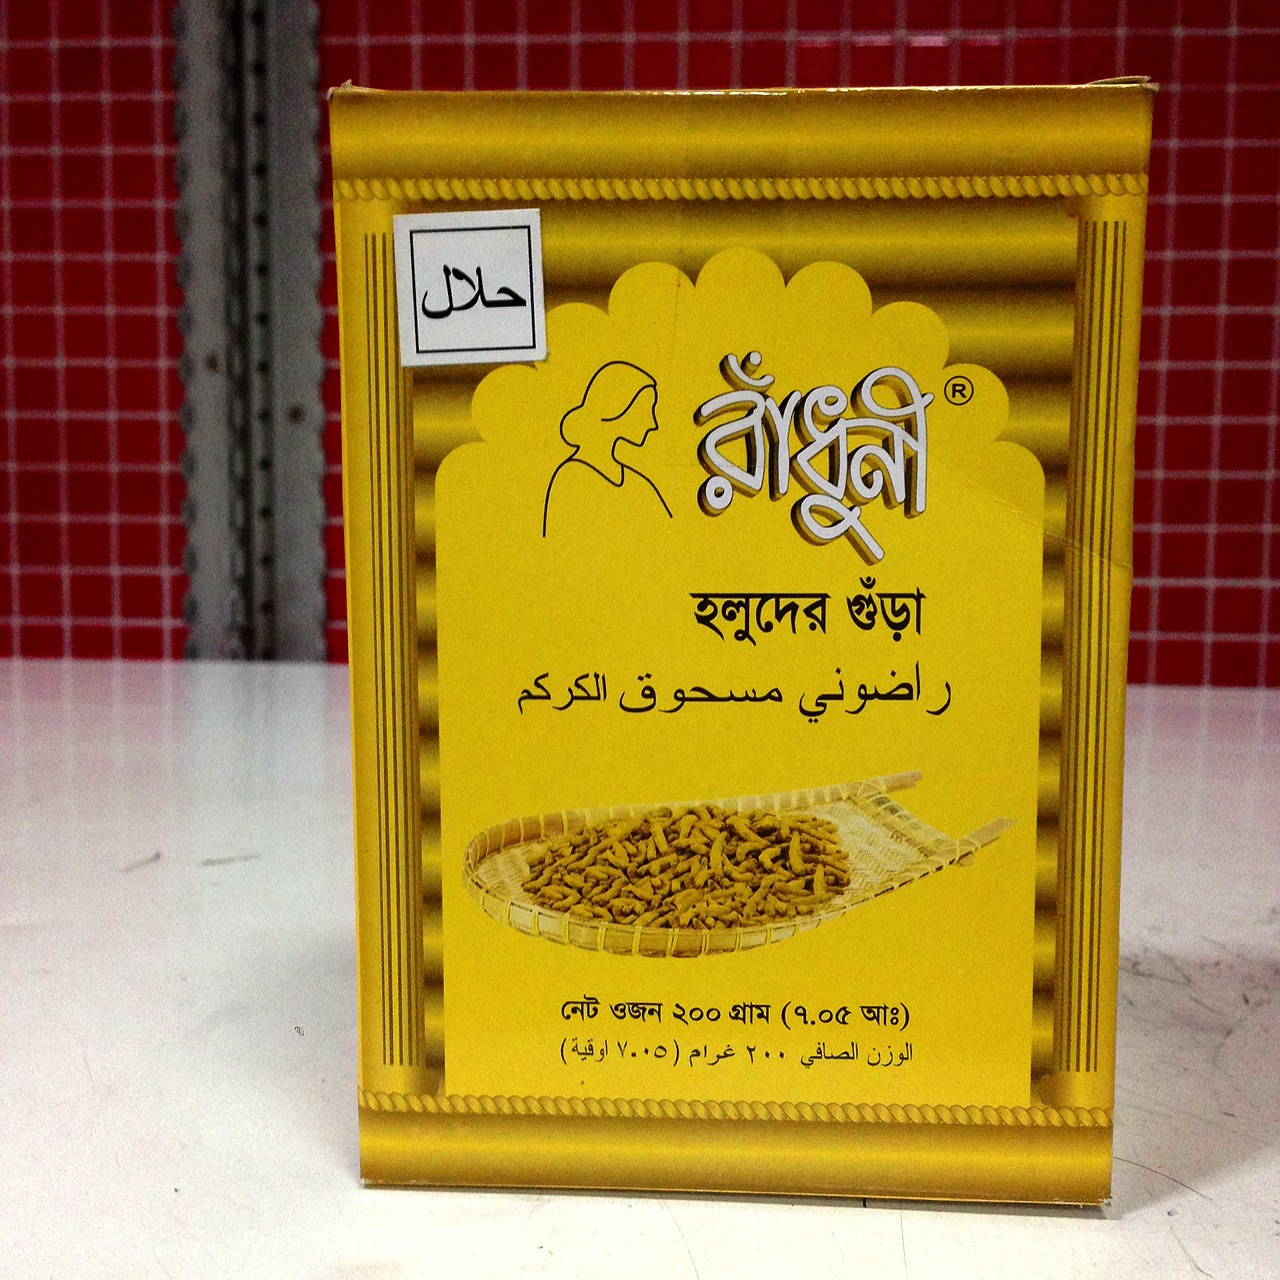 حلال
রাঁধুনী ®
হলুদের গুঁড়া
راضوني مسحوق الكركم
নেট ওজন ২০০ গ্রাম (৭.০৫ আঃ)
الوزن الصافي ٢٠٠ غرام (٧.٠٥ اوقية)